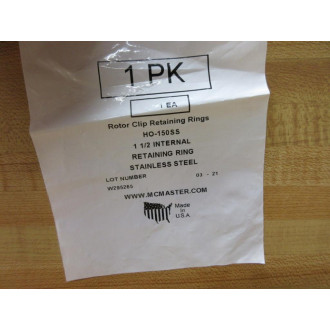 1 PK
EA
Rotor Clip Retaining Rings
HO-150SS
1 1/2 INTERNAL
RETAINING RING
STAINLESS STEEL
LOT NUMBER 03 - 21
W295265
WWW.MCMASTER.COM
Made
in
U.S.A